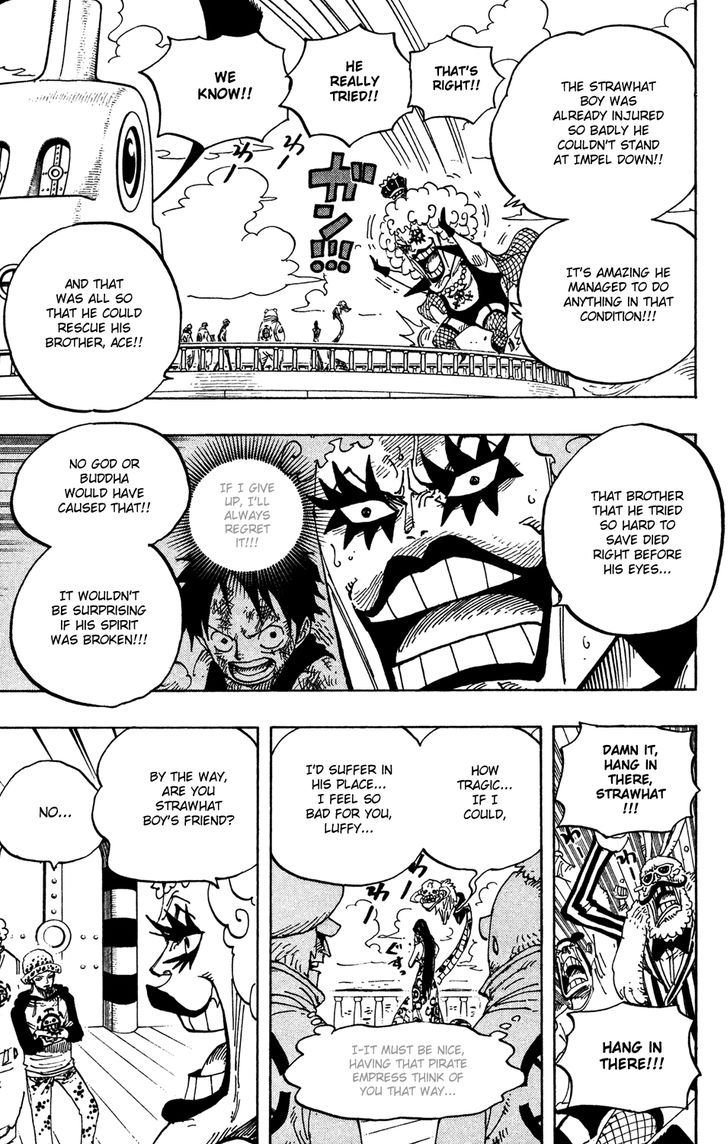 THE STRAWHAT
BOY WAS
ALREADY INJURED
SO BADLY HE
COULDN'T STAND
AT IMPEL DOWN!!
THAT'S
RIGHT!!
HE
REALLY
TRIED!!
WE
KNOW!!
IT'S AMAZING HE
MANAGED TO DO
ANYTHING IN THAT
CONDITION!!!
ガーン!!!
AND THAT
WAS ALL SO
THAT HE COULD
RESCUE HIS
BROTHER, ACE!!
THAT BROTHER
THAT HE TRIED
SO HARD TO
SAVE DIED
RIGHT BEFORE
HIS EYES...
IF I GIVE
UP, I'LL
ALWAYS
REGRET
IT!!!
NO GOD OR
BUDDHA
WOULD HAVE
CAUSED THAT!!
IT WOULDN'T
BE SURPRISING
IF HIS SPIRIT
WAS BROKEN!!!
DAMN IT,
HANG IN
THERE,
STRAWHAT
!!!
HANG IN
THERE!!!
HOW
TRAGIC...
IF I
COULD,
I'D SUFFER IN
HIS PLACE...
I FEEL SO
BAD FOR YOU,
LUFFY...
I-IT MUST BE NICE,
HAVING THAT PIRATE
EMPRESS THINK OF
YOU THAT WAY...
BY THE WAY,
ARE YOU
STRAWHAT
BOY'S FRIEND?
NO...